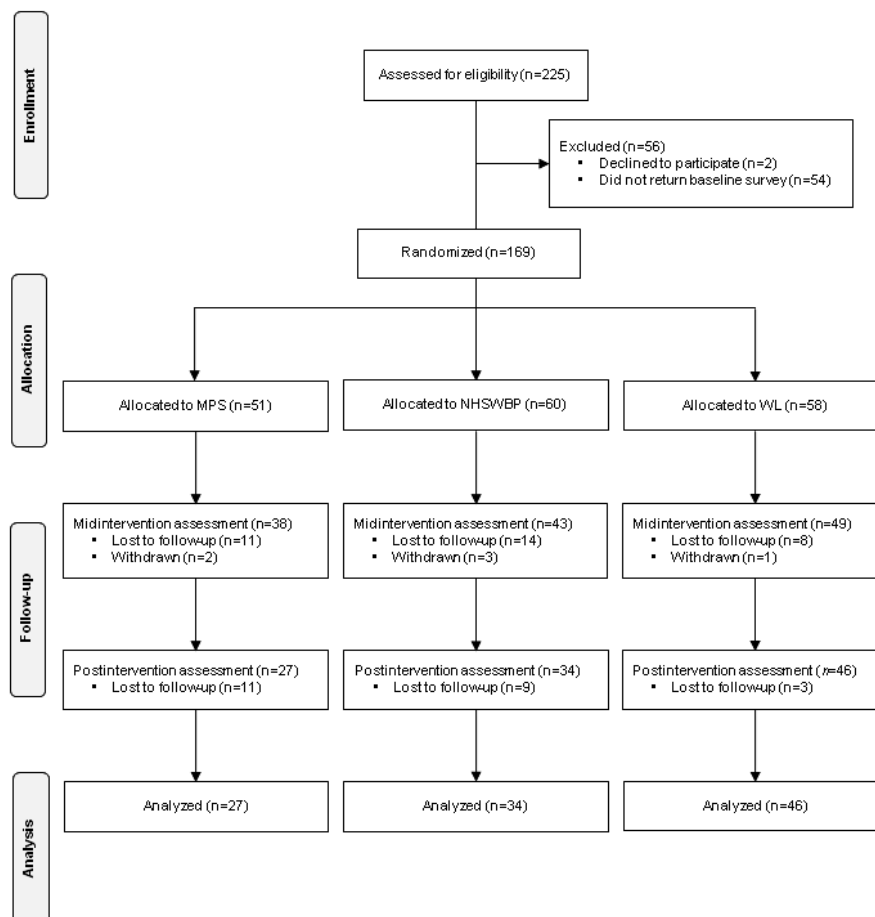 Enrollment
Assessed for eligibility (n=225)
Excluded (n=56)
▪ Declined to participate (n=2)
▪ Did not return baseline survey (n=54)
Randomized (n=169)
Allocation
Allocated to MPS (n=51)
Allocated to NHSWBP (n=60)
Allocated to WL (n=58)
Follow-up
Midintervention assessment (n=38)
▪ Lost to follow-up (n=11)
▪ Withdrawn (n=2)
Midintervention assessment (n=43)
▪ Lost to follow-up (n=14)
▪ Withdrawn (n=3)
Midintervention assessment (n=49)
▪ Lost to follow-up (n=8)
▪ Withdrawn (n=1)
Postintervention assessment (n=27)
▪ Lost to follow-up (n=11)
Postintervention assessment (n=34)
▪ Lost to follow-up (n=9)
Postintervention assessment (n=46)
▪ Lost to follow-up (n=3)
Analysis
Analyzed (n=27)
Analyzed (n=34)
Analyzed (n=46)